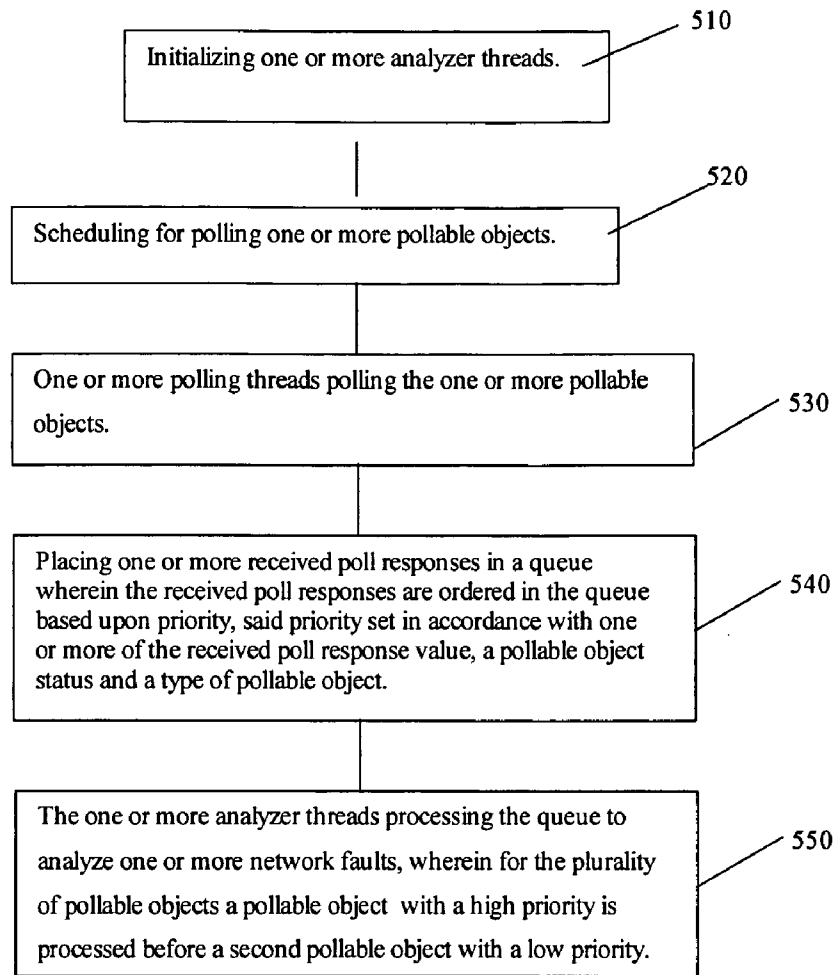 510
Initializing one or more analyzer threads.
520
Scheduling for polling one or more pollable objects.
One or more polling threads polling the one or more pollable
objects.
530
Placing one or more received poll responses in a queue
wherein the received poll responses are ordered in the queue
based upon priority, said priority set in accordance with one
or more of the received poll response value, a pollable object
status and a type of pollable object.
540
The one or more analyzer threads processing the queue to
analyze one or more network faults, wherein for the plurality
of pollable objects a pollable object with a high priority is
processed before a second pollable object with a low priority.
550